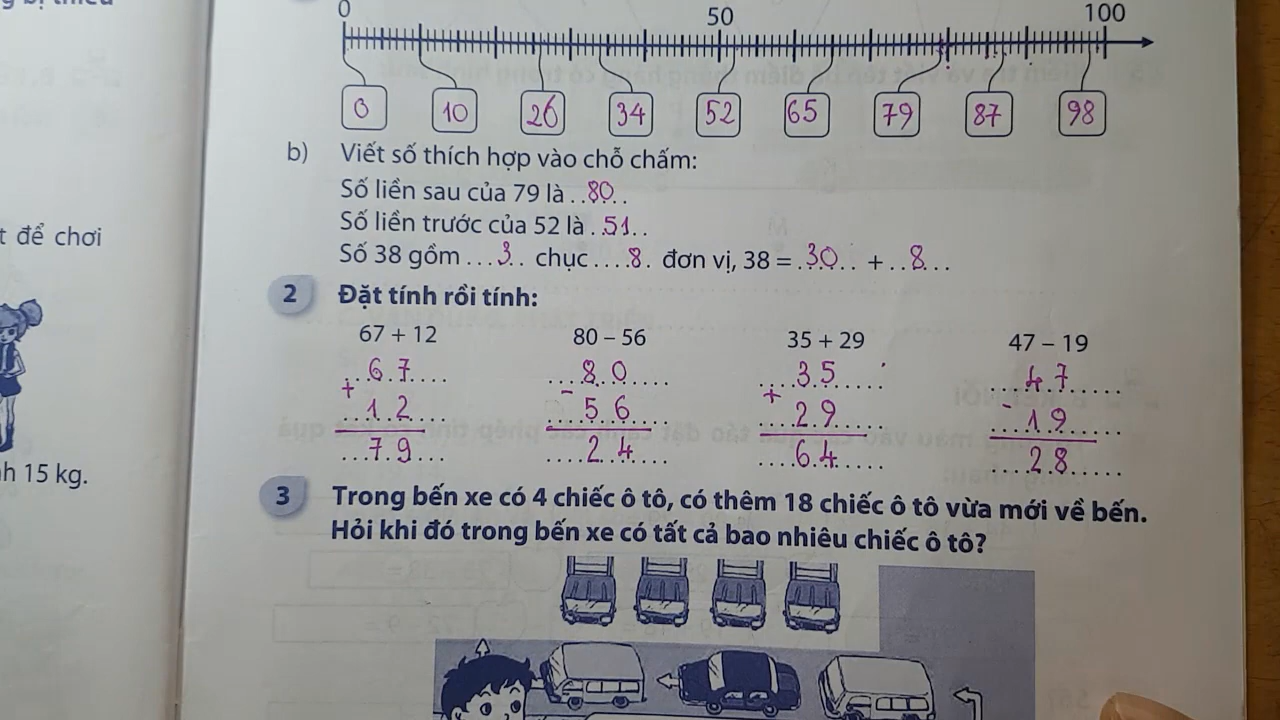 0 50 100
0 10 26 34 52 65 79 87 98
b) Viết số thích hợp vào chỗ chấm:
Số liền sau của 79 là ..80..
Số liền trước của 52 là ..51..
Số 38 gồm ...3.. chục ....8. đơn vị, 38 = .30... + ..8...
t để chơi
2 Đặt tính rồi tính:
67 + 12 80 – 56 35 + 29 47 – 19
67 80 35 47
+ - + -
12 56 29 19
79 24 64 28
h 15 kg.
3 Trong bến xe có 4 chiếc ô tô, có thêm 18 chiếc ô tô vừa mới về bến.
Hỏi khi đó trong bến xe có tất cả bao nhiêu chiếc ô tô?